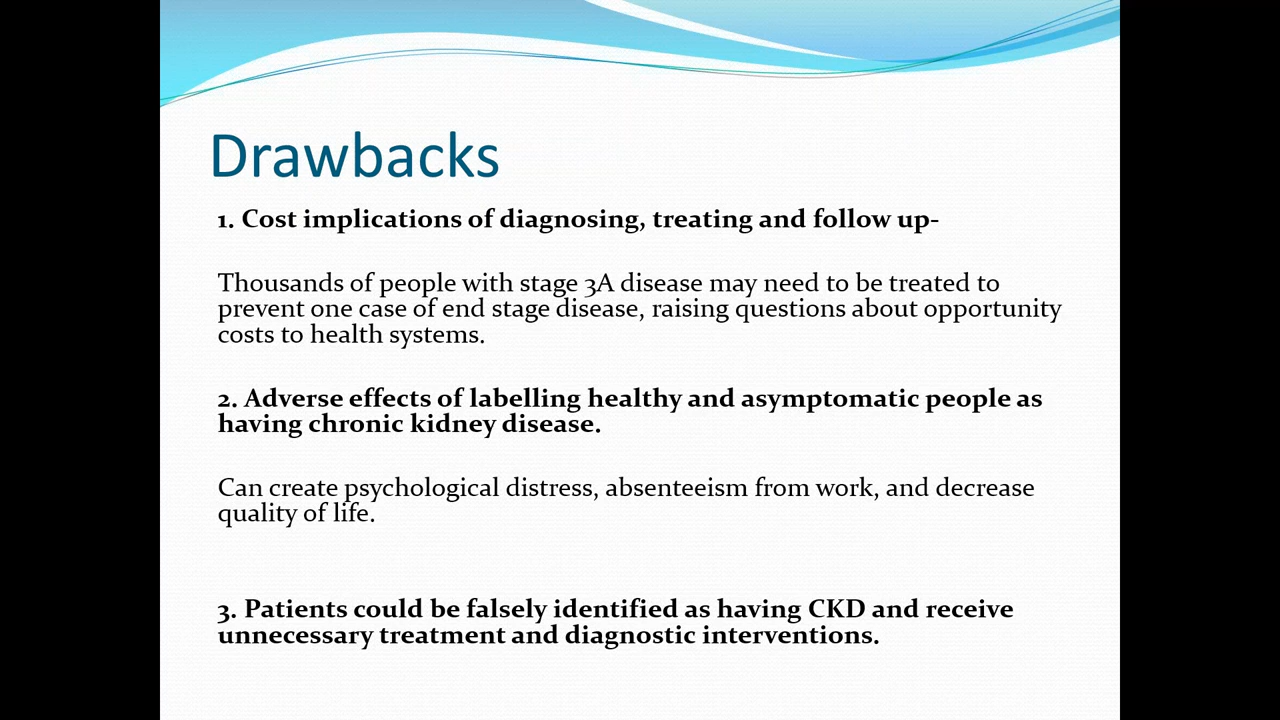 Drawbacks
1. Cost implications of diagnosing, treating and follow up-
Thousands of people with stage 3A disease may need to be treated to
prevent one case of end stage disease, raising questions about opportunity
costs to health systems.
2. Adverse effects of labelling healthy and asymptomatic people as
having chronic kidney disease.
Can create psychological distress, absenteeism from work, and decrease
quality of life.
3. Patients could be falsely identified as having CKD and receive
unnecessary treatment and diagnostic interventions.